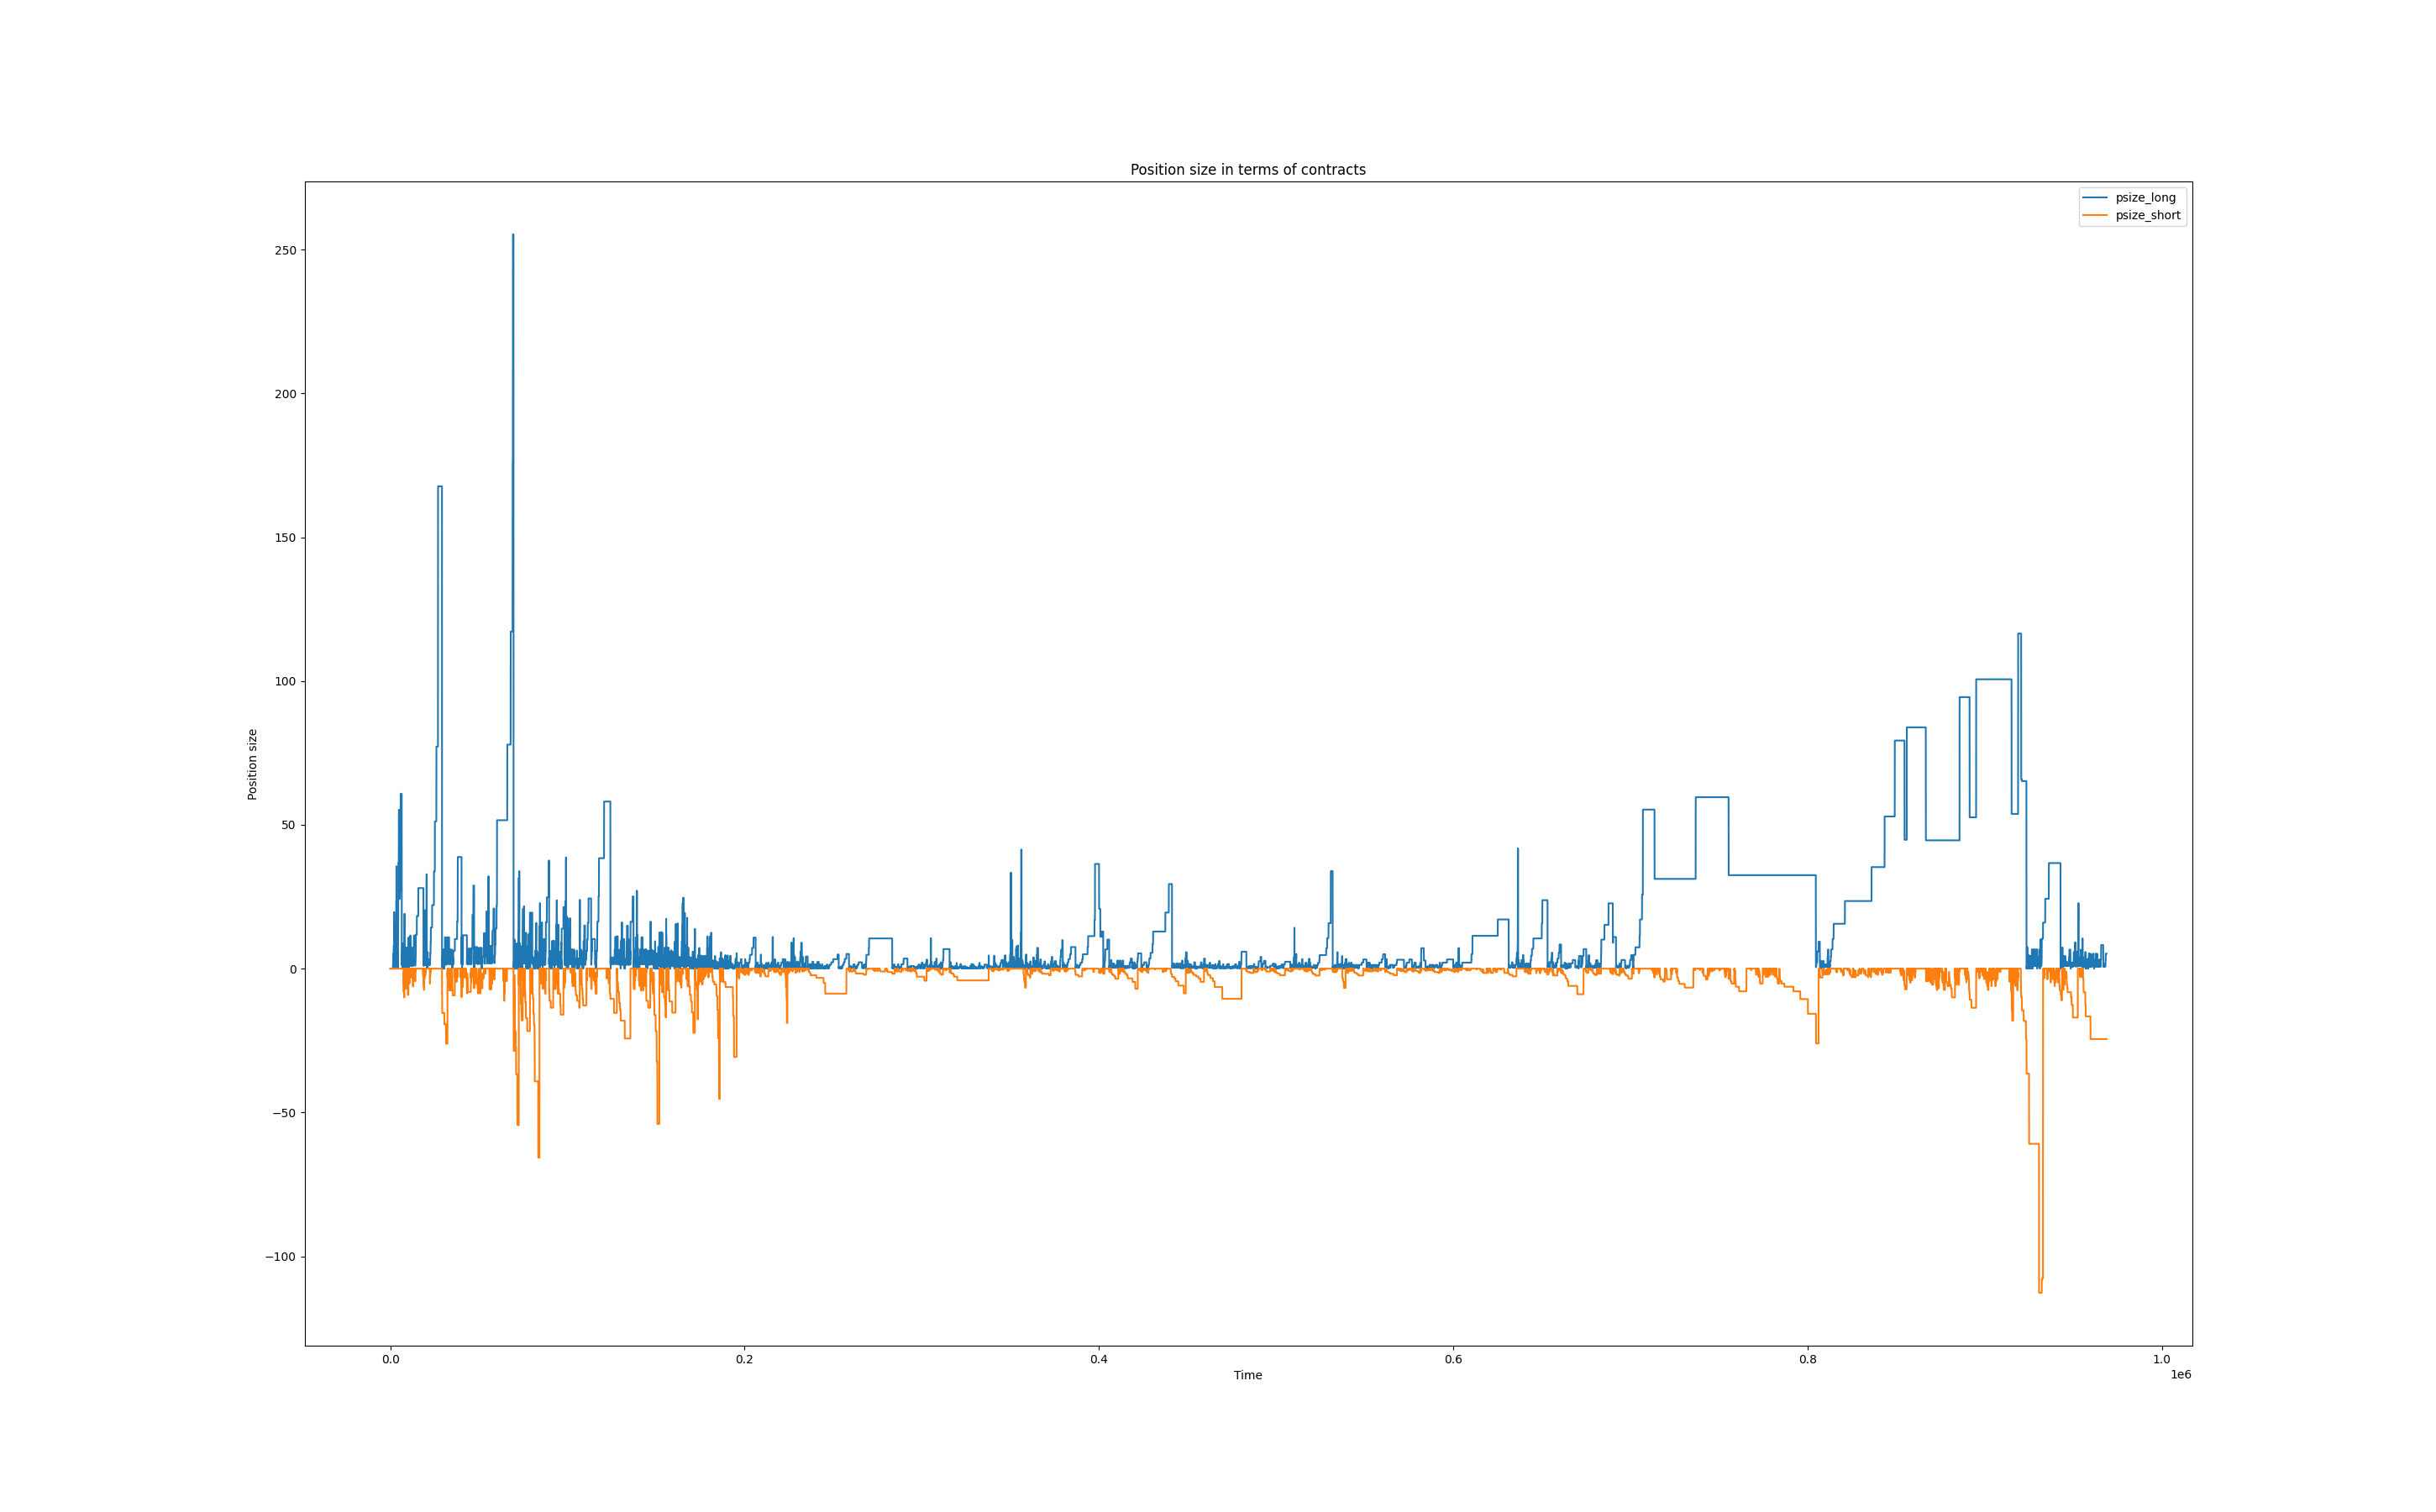 Position size in terms of contracts
psize_long
psize_short
Position size
250
200
150
100
50
0
−50
−100
0.0
0.2
0.4
0.6
0.8
1.0
Time
1e6